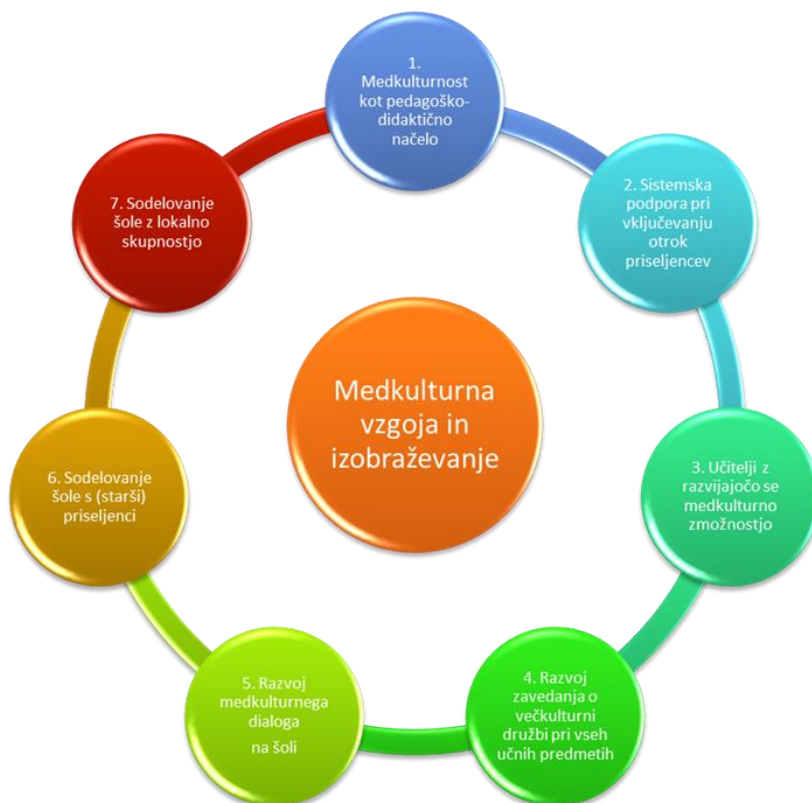 1.
Medkulturnost
kot pedagoško-
didaktično
načelo
2. Sistemska
podpora pri
vključevanju
otrok
priseljencev
3. Učitelji z
razvijajočo se
medkulturno
zmožnostjo
4. Razvoj
zavedanja o
večkulturni
družbi pri vseh
učnih predmetih
5. Razvoj
medkulturnega
dialoga
na šoli
6. Sodelovanje
šole s (starši)
priseljenci
7. Sodelovanje
šole z lokalno
skupnostjo
Medkulturna
vzgoja in
izobraževanje